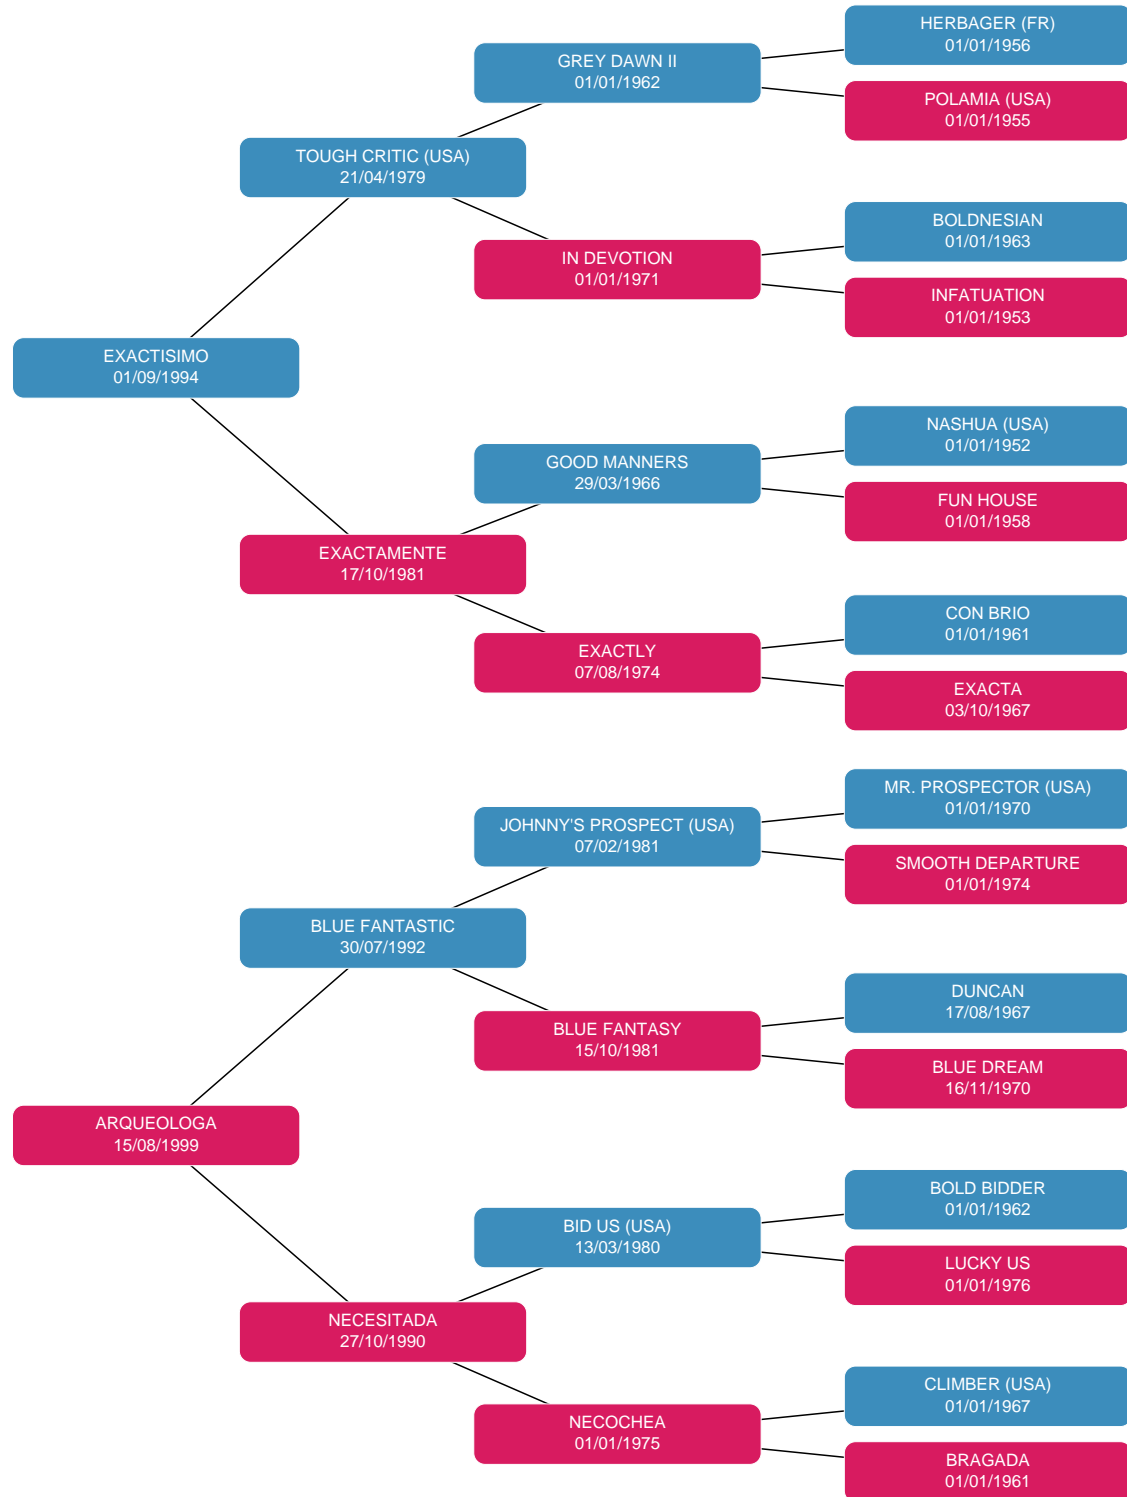 HERBAGER (FR)
01/01/1956
GREY DAWN II
01/01/1962
POLAMIA (USA)
01/01/1955
TOUGH CRITIC (USA)
21/04/1979
BOLDNESIAN
01/01/1963
IN DEVOTION
01/01/1971
INFATUATION
01/01/1953
EXACTISIMO
01/09/1994
NASHUA (USA)
01/01/1952
GOOD MANNERS
29/03/1966
FUN HOUSE
01/01/1958
EXACTAMENTE
17/10/1981
CON BRIO
01/01/1961
EXACTLY
07/08/1974
EXACTA
03/10/1967
MR. PROSPECTOR (USA)
01/01/1970
JOHNNY'S PROSPECT (USA)
07/02/1981
SMOOTH DEPARTURE
01/01/1974
BLUE FANTASTIC
30/07/1992
DUNCAN
17/08/1967
BLUE FANTASY
15/10/1981
BLUE DREAM
16/11/1970
ARQUEOLOGA
15/08/1999
BOLD BIDDER
01/01/1962
BID US (USA)
13/03/1980
LUCKY US
01/01/1976
NECESITADA
27/10/1990
CLIMBER (USA)
01/01/1967
NECOCHEA
01/01/1975
BRAGADA
01/01/1961